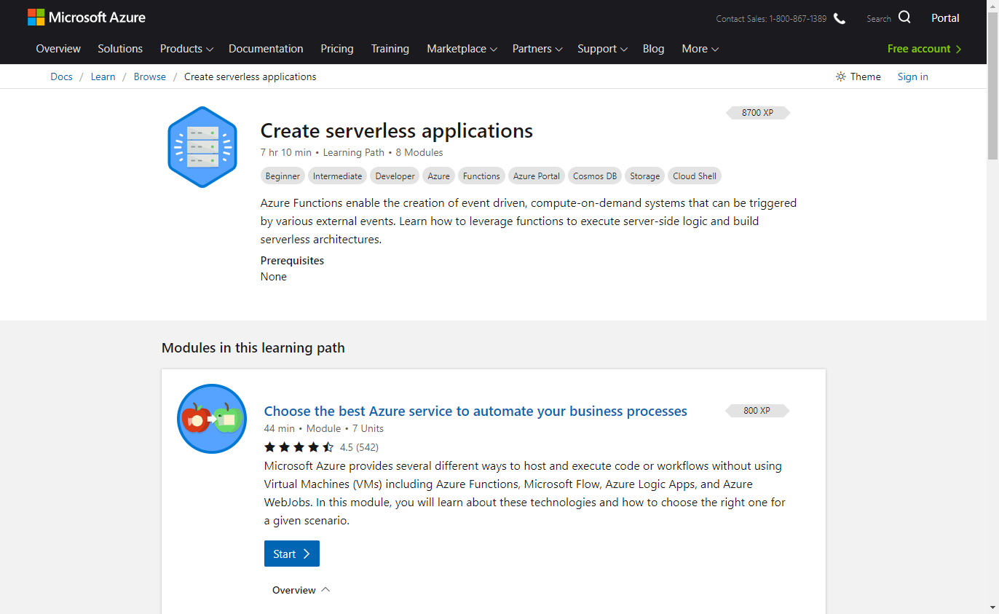 Microsoft Azure
Contact Sales: 1-800-867-1389
Search
Portal
Overview Solutions Products Documentation Pricing Training Marketplace Partners Support Blog More
Free account
Docs / Learn / Browse / Create serverless applications
Theme
Sign in
8700 XP
Create serverless applications
7 hr 10 min • Learning Path • 8 Modules
Beginner Intermediate Developer Azure Functions Azure Portal Cosmos DB Storage Cloud Shell
Azure Functions enable the creation of event driven, compute-on-demand systems that can be triggered
by various external events. Learn how to leverage functions to execute server-side logic and build
serverless architectures.
Prerequisites
None
Modules in this learning path
Choose the best Azure service to automate your business processes
800 XP
44 min • Module • 7 Units
4.5 (542)
Microsoft Azure provides several different ways to host and execute code or workflows without using
Virtual Machines (VMs) including Azure Functions, Microsoft Flow, Azure Logic Apps, and Azure
WebJobs. In this module, you will learn about these technologies and how to choose the right one for
a given scenario.
Start
Overview